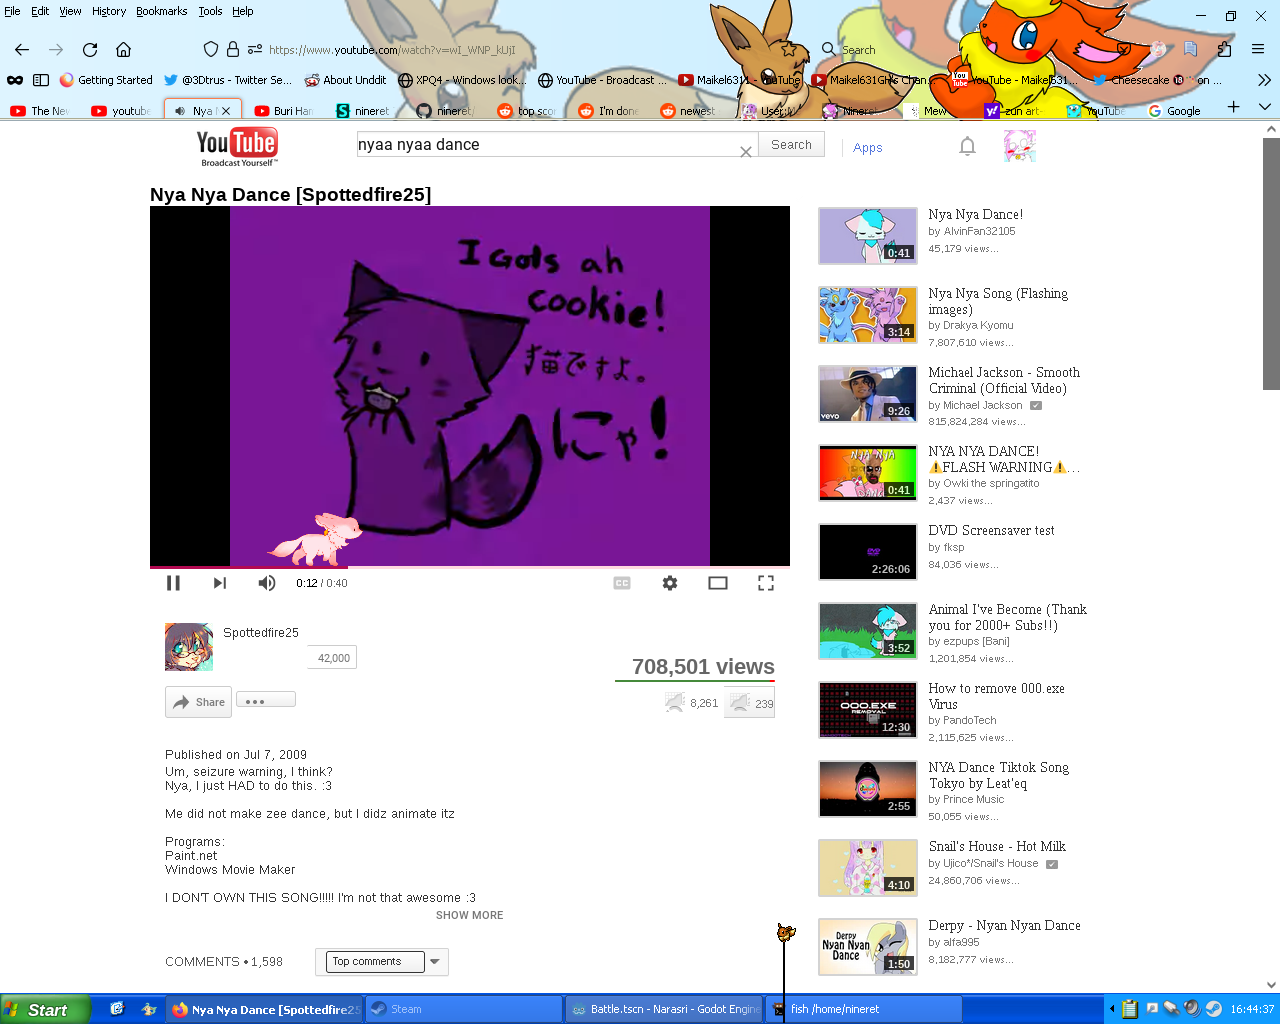 File Edit View History Bookmarks Tools Help
https://www.youtube.com/watch?v=wI_WNP_kUjI
Search
Getting Started
@3Dtrus - Twitter Se...
About Unddit
XPQ4 - Windows look...
YouTube - Broadcast ...
Maikel6311 - YouTube
Maikel631Gh's Chan...
YouTube - Maikel631...
Cheesecake 🔞 on ...
The New
youtube
Nya N
Buri Har
nineret
nineret/
top scor
I'm done
newest
User:N
Nineret
Mew
zun art-
YouTube
Google
YouTube
Broadcast Yourself™
nyaa nyaa dance
Search
Apps
Nya Nya Dance [Spottedfire25]
I Gots ah
cookie!
猫ですよ。
にゃ!
0:12 / 0:40
CC
Spottedfire25
42,000
708,501 views
Share
8,261
239
Published on Jul 7, 2009
Um, seizure warning, I think?
Nya, I just HAD to do this. :3
Me did not make zee dance, but I didz animate itz
Programs:
Paint.net
Windows Movie Maker
I DON'T OWN THIS SONG!!!!! I'm not that awesome :3
SHOW MORE
COMMENTS • 1,598
Top comments
0:41
Nya Nya Dance!
by AlvinFan32105
45,179 views...
3:14
Nya Nya Song (Flashing
images)
by Drakya Kyomu
7,807,610 views...
vevo
9:26
Michael Jackson - Smooth
Criminal (Official Video)
by Michael Jackson
815,824,284 views...
NYA NYA
0:41
NYA NYA DANCE!
⚠️FLASH WARNING⚠️...
by Owki the springatito
2,437 views...
DVD
2:26:06
DVD Screensaver test
by fksp
84,036 views...
3:52
Animal I've Become (Thank
you for 2000+ Subs!!)
by ezpups [Bani]
1,201,854 views...
000.EXE
REMOVAL
12:30
How to remove 000.exe
Virus
by PandoTech
2,115,625 views...
2:55
NYA Dance Tiktok Song
Tokyo by Leat'eq
by Prince Music
50,055 views...
4:10
Snail's House - Hot Milk
by Ujico*/Snail's House
24,860,706 views...
Derpy
Nyan Nyan
Dance
1:50
Derpy - Nyan Nyan Dance
by alfa995
8,182,777 views...
Start
Nya Nya Dance [Spottedfire25
Steam
Battle.tscn - Narasri - Godot Engine
fish /home/nineret
16:44:37